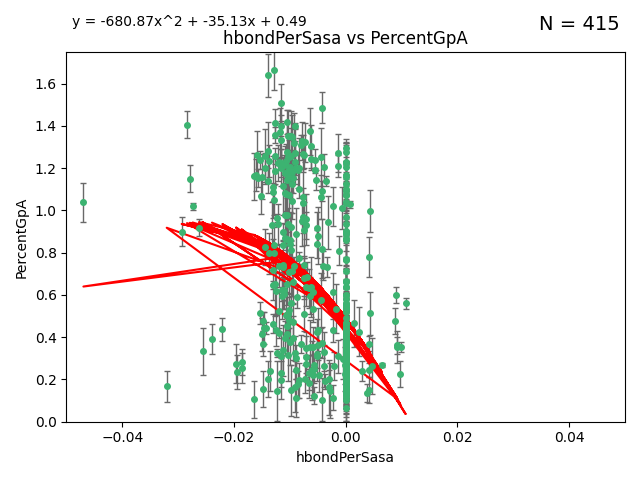 y = -680.87x^2 + -35.13x + 0.49
N = 415
hbondPerSasa vs PercentGpA
PercentGpA
1.6
1.4
1.2
1.0
0.8
0.6
0.4
0.2
0.0
−0.04
−0.02
0.00
0.02
0.04
hbondPerSasa